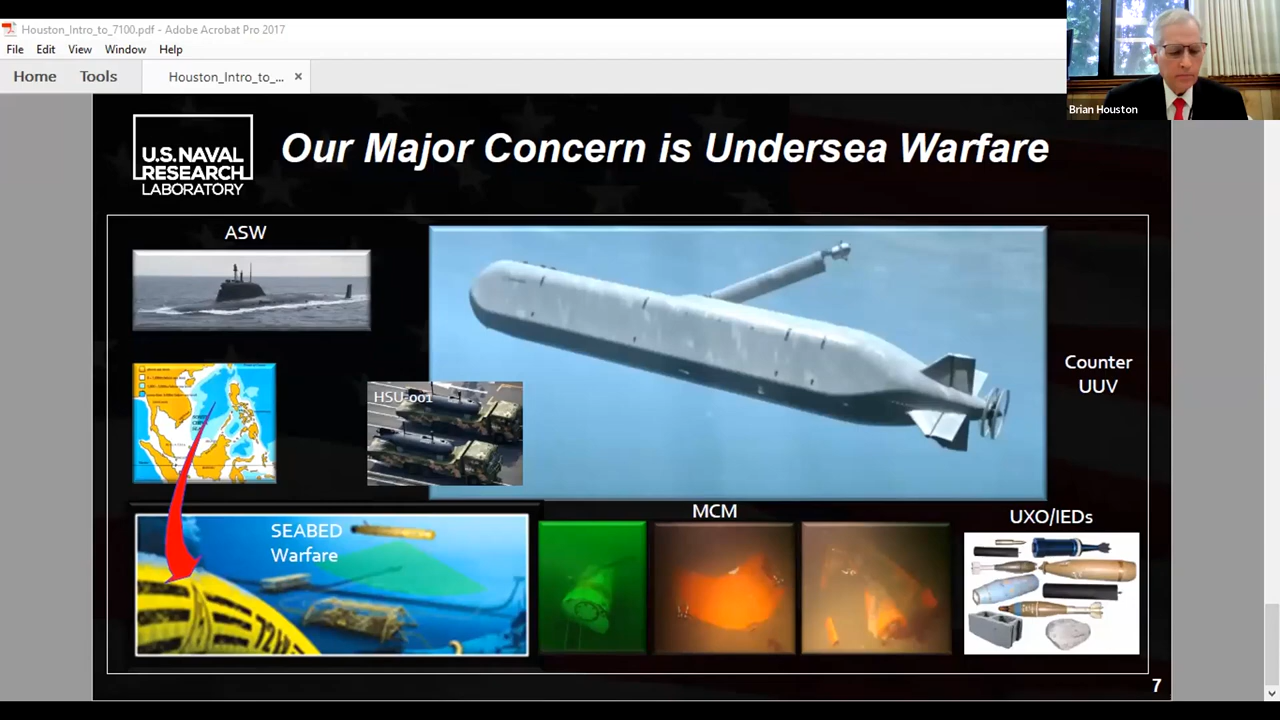 Houston_Intro_to_7100.pdf - Adobe Acrobat Pro 2017
File Edit View Window Help
Home Tools Houston_Intro_to_... ×
Brian Houston
U.S. NAVAL
RESEARCH
LABORATORY
Our Major Concern is Undersea Warfare
ASW
HSU-001
Counter
UUV
SEABED
Warfare
MCM
UXO/IEDs
7